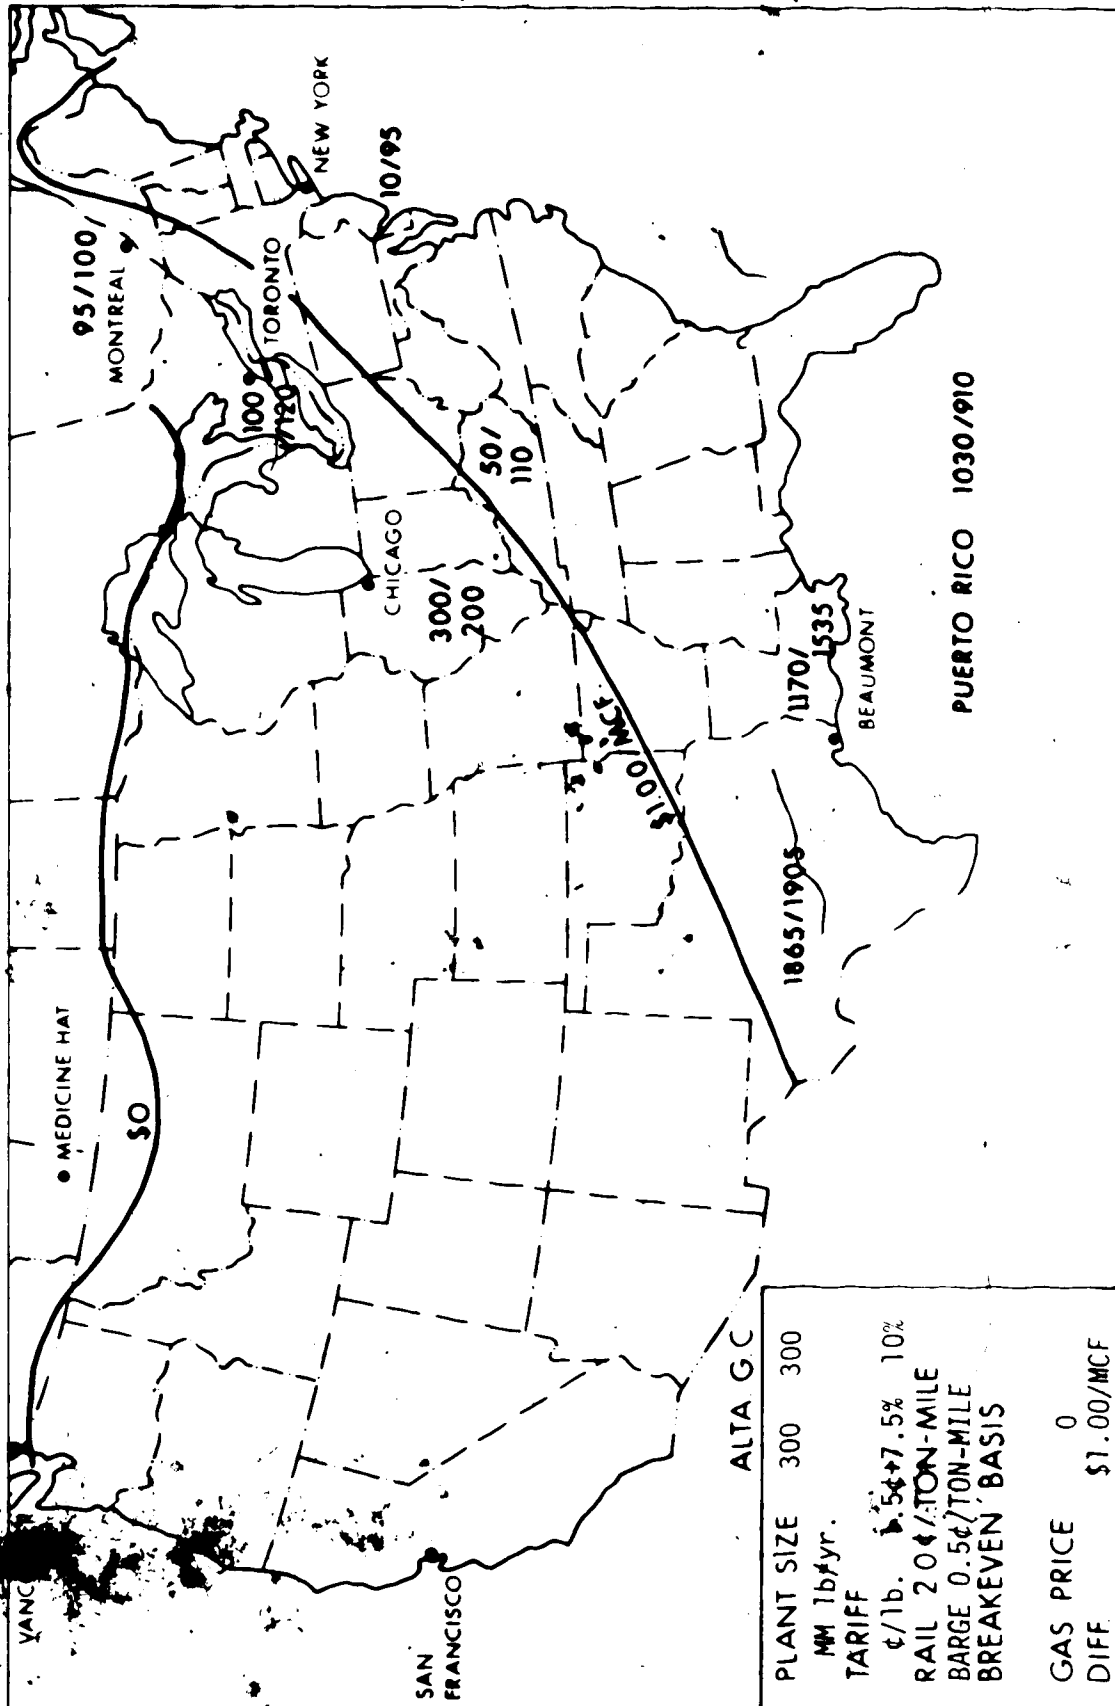 VANC
MEDICINE HAT
$0
95/100
MONTREAL
100
/120
TORONTO
NEW YORK
10/95
CHICAGO
300/
200
50/
110
$1.00/MCF
SAN
FRANCISCO
1865/1905
1170/
1535
BEAUMONT
PUERTO RICO 1030/910
ALTA G.C
PLANT SIZE 300 300
MM lb/yr.
TARIFF
¢/lb. .5¢+7.5% 10%
RAIL 2 0¢/TON-MILE
BARGE 0.5¢/TON-MILE
BREAKEVEN BASIS
GAS PRICE 0
DIFF. $1.00/MCF